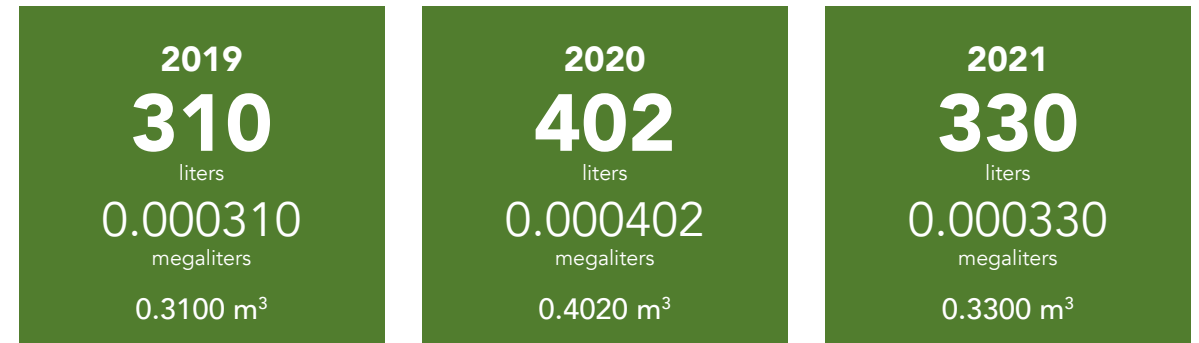 2019
310
liters
0.000310
megaliters
0.3100 m³
2020
402
liters
0.000402
megaliters
0.4020 m³
2021
330
liters
0.000330
megaliters
0.3300 m³